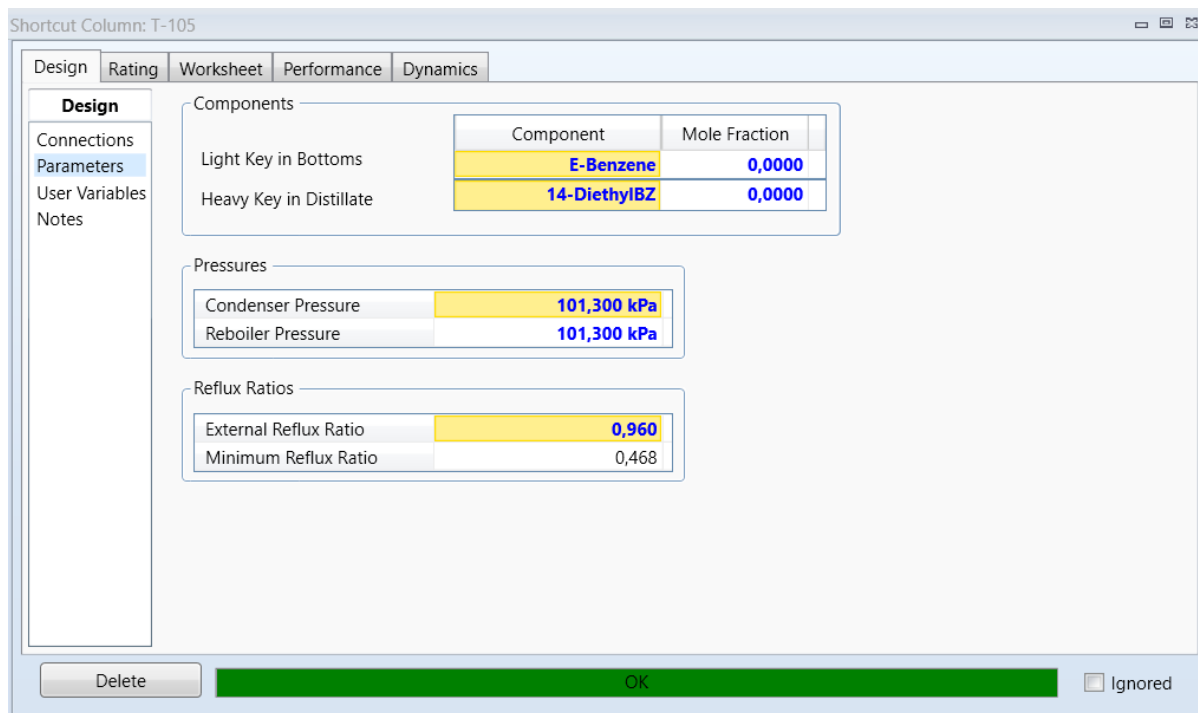 Shortcut Column: T-105
Design Rating Worksheet Performance Dynamics
Design
Connections
Parameters
User Variables
Notes
Components
Component Mole Fraction
Light Key in Bottoms E-Benzene 0,0000
Heavy Key in Distillate 14-DiethylBZ 0,0000
Pressures
Condenser Pressure 101,300 kPa
Reboiler Pressure 101,300 kPa
Reflux Ratios
External Reflux Ratio 0,960
Minimum Reflux Ratio 0,468
Delete OK Ignored